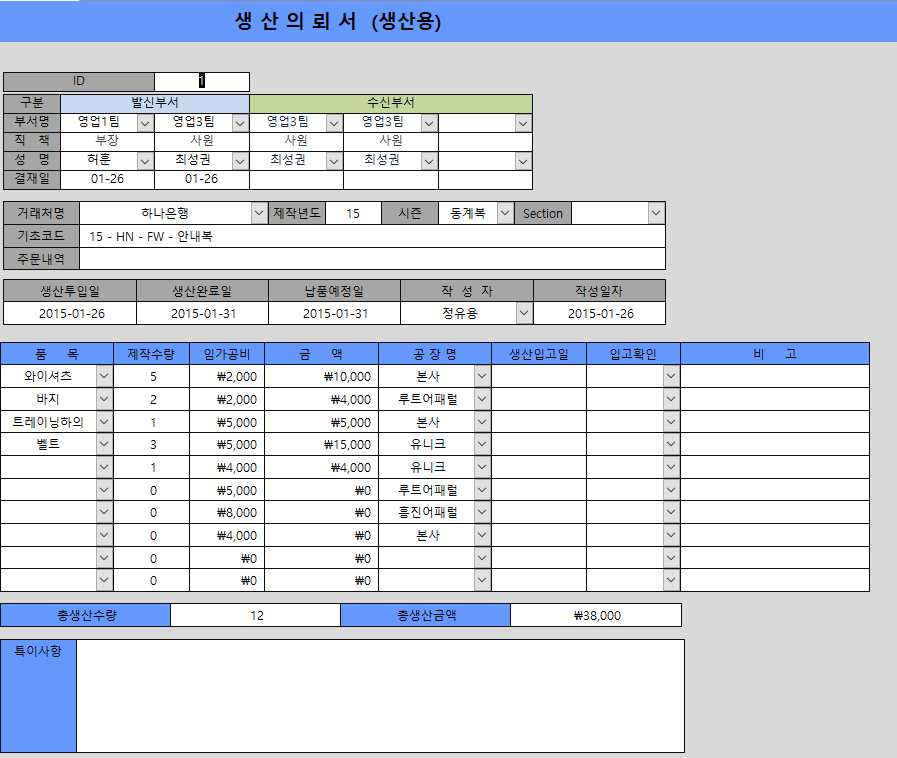 생 산 의 뢰 서 (생산용)
ID 1
구분 발신부서 수신부서
부서명 영업1팀 영업3팀 영업3팀 영업3팀
직 책 부장 사원 사원 사원
성 명 허훈 최성권 최성권 최성권
결재일 01-26 01-26
거래처명 하나은행 제작년도 15 시즌 동계복 Section
기초코드 15 - HN - FW - 안내복
주문내역
생산투입일 생산완료일 납품예정일 작 성 자 작성일자
2015-01-26 2015-01-31 2015-01-31 정유용 2015-01-26
품 목 제작수량 임가공비 금 액 공 장 명 생산입고일 입고확인 비 고
와이셔츠 5 ₩2,000 ₩10,000 본사
바지 2 ₩2,000 ₩4,000 루트어패럴
트레이닝하의 1 ₩5,000 ₩5,000 본사
벨트 3 ₩5,000 ₩15,000 유니크
1 ₩4,000 ₩4,000 유니크
0 ₩5,000 ₩0 루트어패럴
0 ₩8,000 ₩0 흥진어패럴
0 ₩4,000 ₩0 본사
0 ₩0 ₩0
0 ₩0 ₩0
총생산수량 12 총생산금액 ₩38,000
특이사항